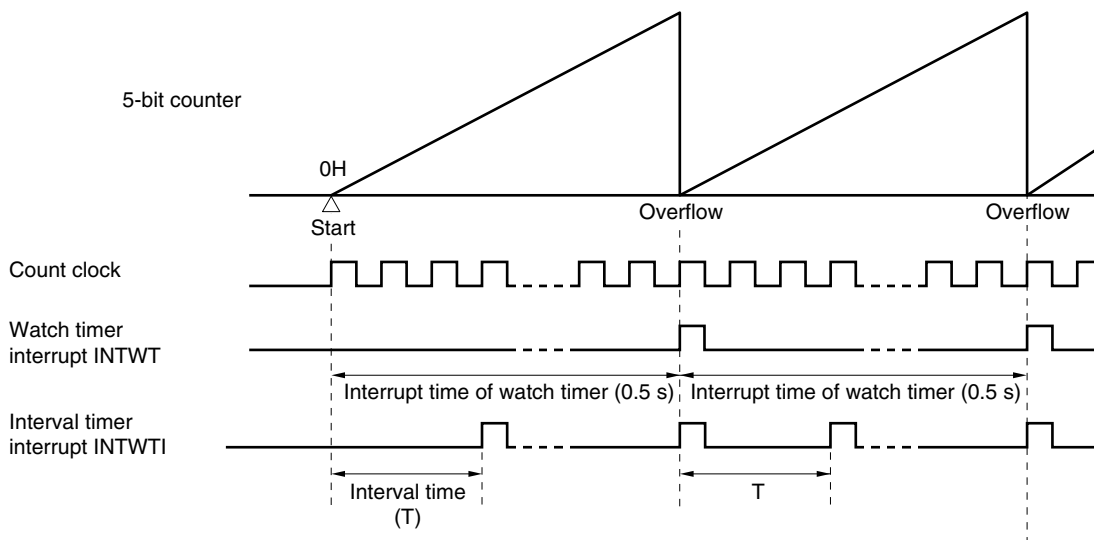 5-bit counter
0H
Start
Overflow
Overflow
Count clock
Watch timer
interrupt INTWT
Interrupt time of watch timer (0.5 s)
Interrupt time of watch timer (0.5 s)
Interval timer
interrupt INTWTI
Interval time
(T)
T